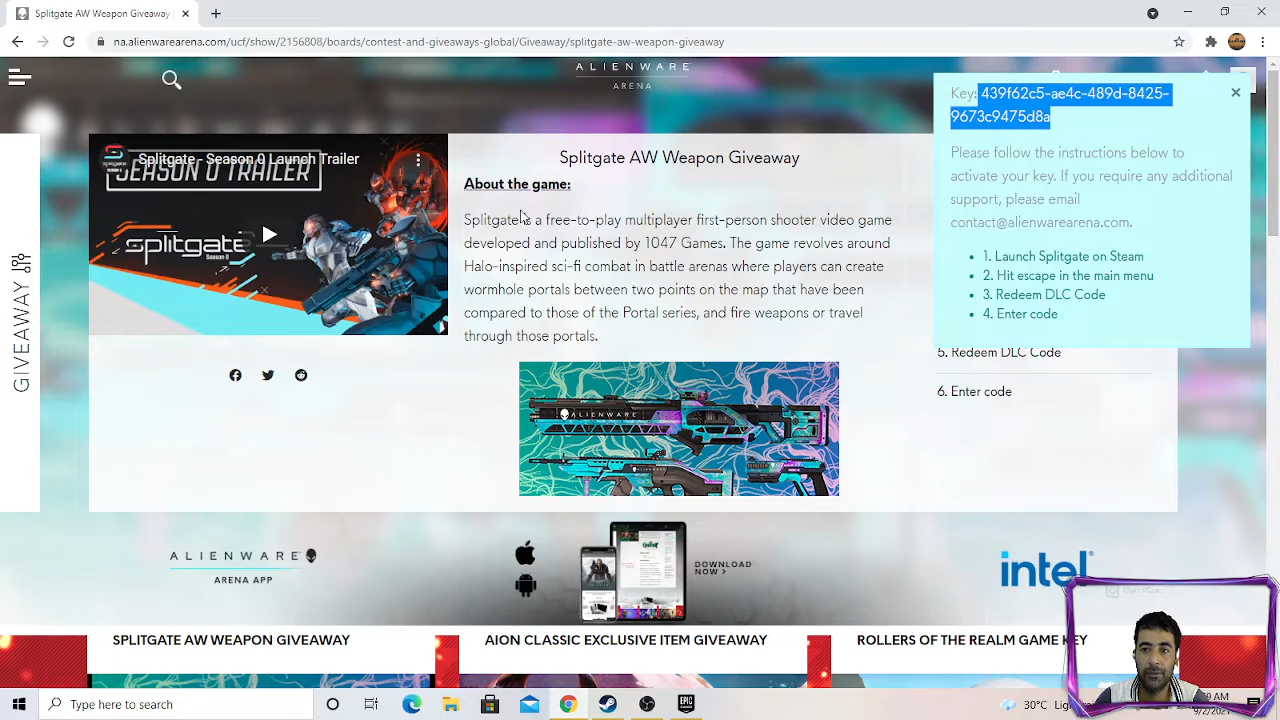 Splitgate AW Weapon Giveaway
na.alienwarearena.com/ucf/show/2156808/boards/contest-and-giveaways-global/Giveaway/splitgate-aw-weapon-giveaway
ALIENWARE
ARENA
Key: 439f62c5-ae4c-489d-8425-
9673c9475d8a
Please follow the instructions below to
activate your key. If you require any additional
support, please email
contact@alienwarearena.com.
1. Launch Splitgate on Steam
2. Hit escape in the main menu
3. Redeem DLC Code
4. Enter code
5. Redeem DLC Code
6. Enter code
GIVEAWAY
Splitgate - Season 0 Launch Trailer
SEASON 0 TRAILER
splitgate
Season 0
Splitgate AW Weapon Giveaway
About the game:
Splitgate is a free-to-play multiplayer first-person shooter video game
developed and published by 1047 Games. The game revolves around
Halo-inspired sci-fi combat in battle arenas where players can create
wormhole portals between two points on the map that have been
compared to those of the Portal series, and fire weapons or travel
through those portals.
ALIENWARE
ALIENWARE
ARENA APP
DOWNLOAD
NOW >
intel
SPLITGATE AW WEAPON GIVEAWAY
AION CLASSIC EXCLUSIVE ITEM GIVEAWAY
ROLLERS OF THE REALM GAME KEY
Type here to search
EPIC
GAMES
30°C